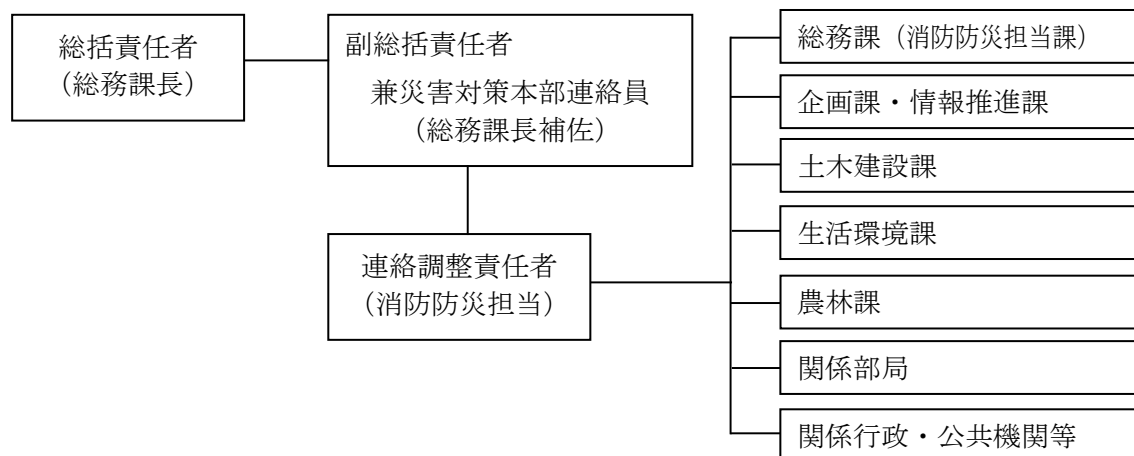 総括責任者
(総務課長)
副総括責任者
兼災害対策本部連絡員
(総務課長補佐)
連絡調整責任者
(消防防災担当)
総務課(消防防災担当課)
企画課・情報推進課
土木建設課
生活環境課
農林課
関係部局
関係行政・公共機関等